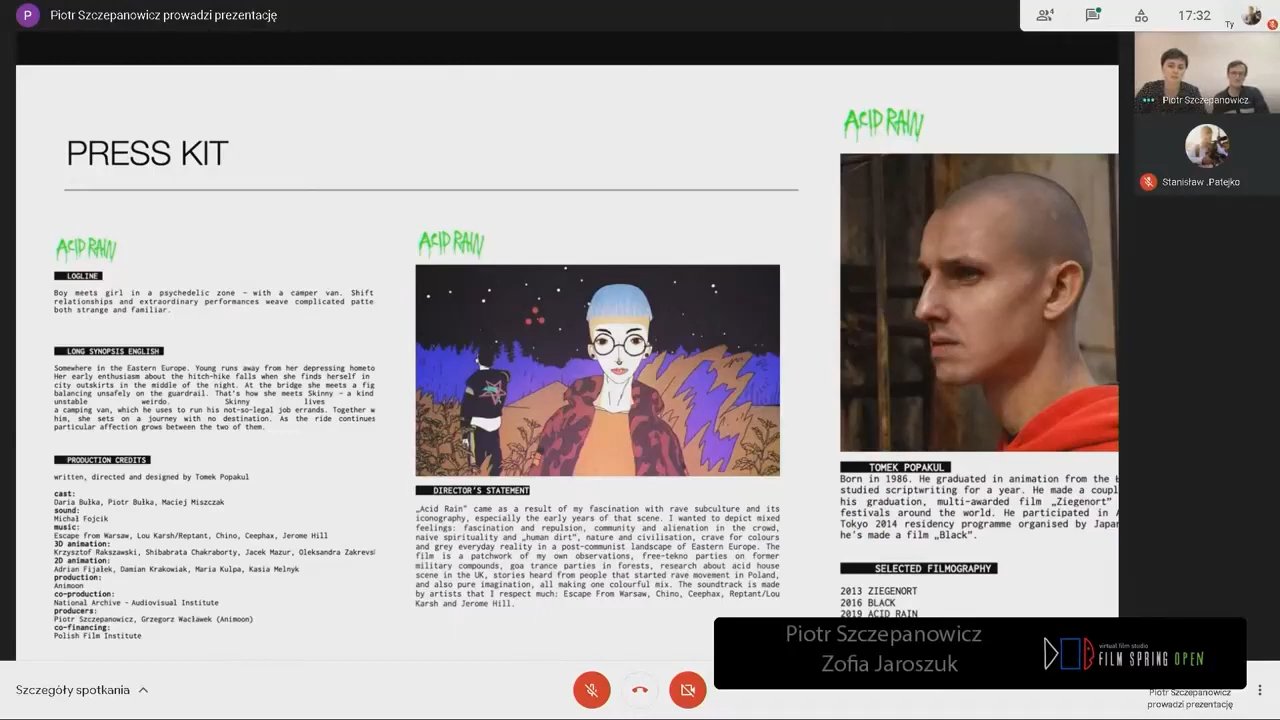 P
Piotr Szczepanowicz prowadzi prezentację
4
17:32
Ty
Piotr Szczepanowicz
Stanisław .Patejko
PRESS KIT
ACID RAIN
LOGLINE
Boy meets girl in a psychedelic zone – with a camper van. Shift
relationships and extraordinary performances weave complicated patte
both strange and familiar.
LONG SYNOPSIS ENGLISH
Somewhere in the Eastern Europe. Young runs away from her depressing hometo
Her early enthusiasm about the hitch-hike falls when she finds herself in
city outskirts in the middle of the night. At the bridge she meets a fig
balancing unsafely on the guardrail. That's how she meets Skinny – a kind
unstable weirdo. Skinny lives
a camping van, which he uses to run his not-so-legal job errands. Together w
him, she sets on a journey with no destination. As the ride continues
particular affection grows between the two of them.
PRODUCTION CREDITS
written, directed and designed by Tomek Popakul
cast:
Daria Bulka, Piotr Bulka, Maciej Miszczak
sound:
Michał Fojcik
music:
Escape from Warsaw, Lou Karsh/Reptant, Chino, Ceephax, Jerome Hill
3D animation:
Krzysztof Rakszawski, Shibabrata Chakraborty, Jacek Mazur, Oleksandra Zakrevsl
2D animation:
Adrian Fijałek, Damian Krakowiak, Maria Kulpa, Kasia Melnyk
production:
Animoon
co-production:
National Archive – Audiovisual Institute
producers:
Piotr Szczepanowicz, Grzegorz Wacławek (Animoon)
co-financing:
Polish Film Institute
ACID RAIN
DIRECTOR'S STATEMENT
„Acid Rain” came as a result of my fascination with rave subculture and its
iconography, especially the early years of that scene. I wanted to depict mixed
feelings: fascination and repulsion, community and alienation in the crowd,
naive spirituality and „human dirt”, nature and civilisation, crave for colours
and grey everyday reality in a post-communist landscape of Eastern Europe. The
film is a patchwork of my own observations, free-tekno parties on former
military compounds, goa trance parties in forests, research about acid house
scene in the UK, stories heard from people that started rave movement in Poland,
and also pure imagination, all making one colourful mix. The soundtrack is made
by artists that I respect much: Escape From Warsaw, Chino, Ceephax, Reptant/Lou
Karsh and Jerome Hill.
ACID RAIN
TOMEK POPAKUL
Born in 1986. He graduated in animation from the
studied scriptwriting for a year. He made a coupl
his graduation, multi-awarded film „Ziegenort”
festivals around the world. He participated in A
Tokyo 2014 residency programme organised by Japan
he's made a film „Black”.
SELECTED FILMOGRAPHY
2013 ZIEGENORT
2016 BLACK
2019 ACID RAIN
Piotr Szczepanowicz
Zofia Jaroszuk
virtual film studio
FILM SPRING OPEN
Szczegóły spotkania
Piotr Szczepanowicz
prowadzi prezentację